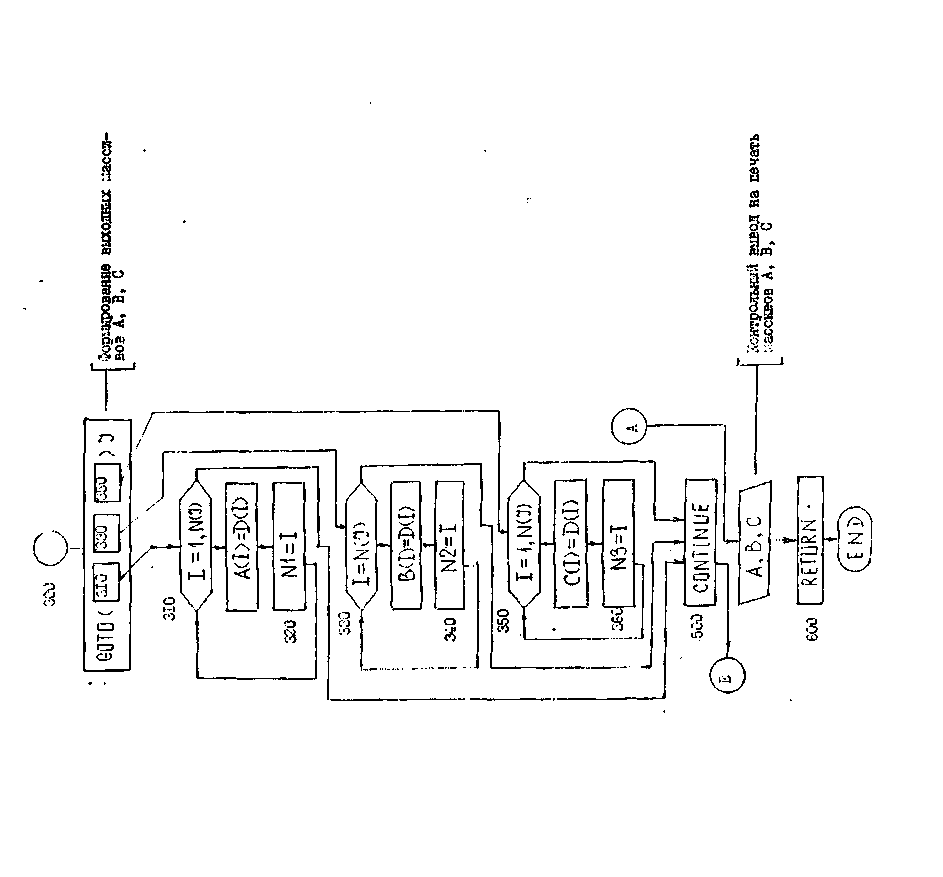 300
GOTO ( 310 330 350 ) J
Формирование выходных масси-
вов A, B, C
310
I = 1, N(J)
A(I)=D(I)
320
N1 = I
330
I=N(J)
B(I)=D(I)
340
N2=I
350
I = 1, N(J)
C(I)=D(I)
360
N3=I
500
CONTINUE
A
B
A, B, C
Контрольный вывод на печать
массивов A, B, C
600
RETURN
END